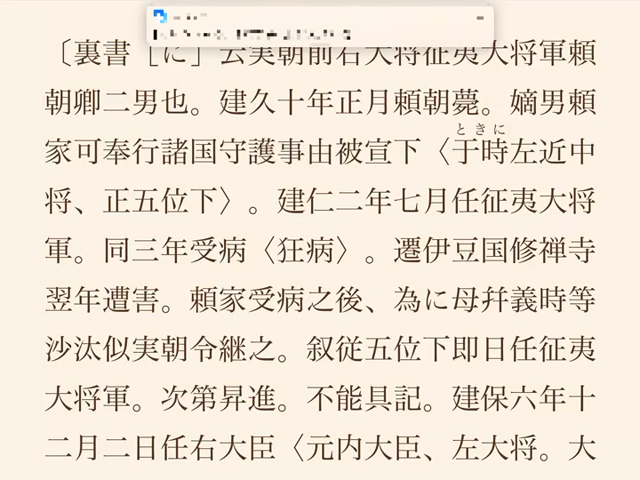 〔裏書［に］云実朝前右大将征夷大将軍頼
朝卿二男也。建久十年正月頼朝薨。嫡男頼
ときに
家可奉行諸国守護事由被宣下〈于時左近中
将、正五位下〉。建仁二年七月任征夷大将
軍。同三年受病〈狂病〉。遷伊豆国修禅寺
翌年遭害。頼家受病之後、為に母幷義時等
沙汰似実朝令継之。叙従五位下即日任征夷
大将軍。次第昇進。不能具記。建保六年十
二月二日任右大臣〈元内大臣、左大将。大